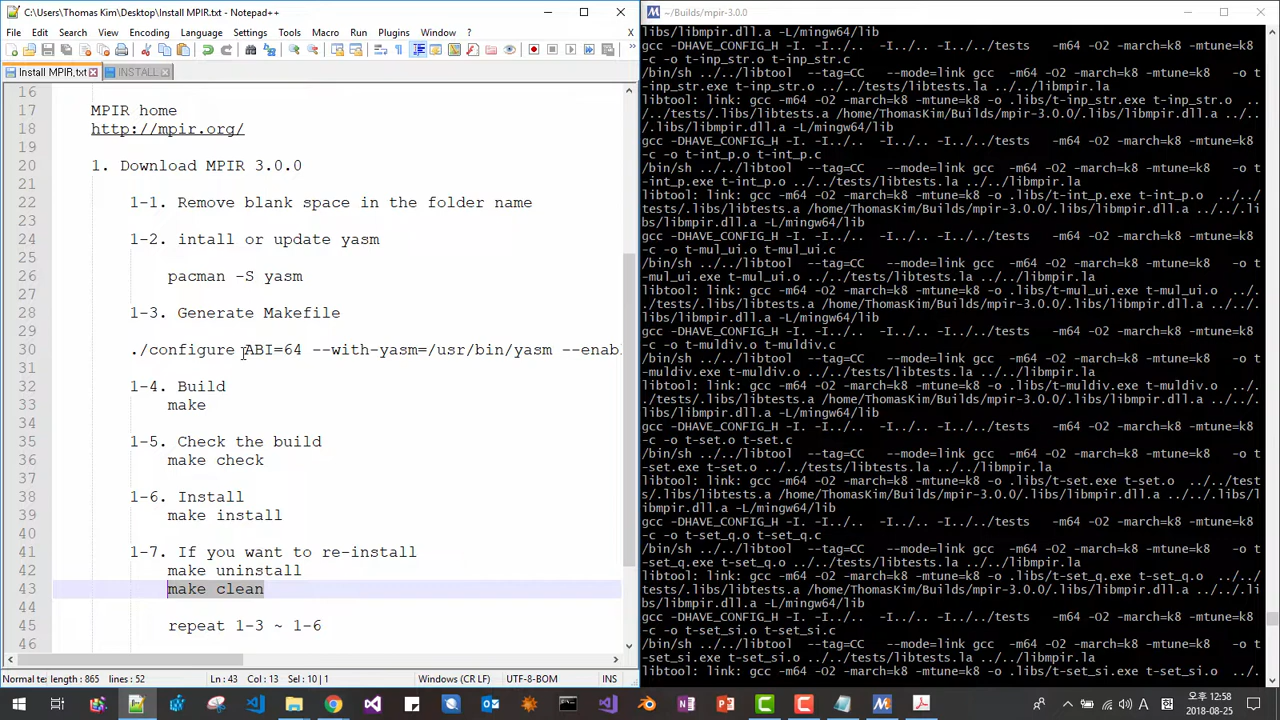 C:\Users\Thomas Kim\Desktop\Install MPIR.txt - Notepad++
File Edit Search View Encoding Language Settings Tools Macro Run Plugins Window ?
Install MPIR.txt INSTALL
16
17 MPIR home
18 http://mpir.org/
19
20 1. Download MPIR 3.0.0
21
22 1-1. Remove blank space in the folder name
23
24 1-2. intall or update yasm
25
26 pacman -S yasm
27
28 1-3. Generate Makefile
29
30 ./configure ABI=64 --with-yasm=/usr/bin/yasm --enab
31
32 1-4. Build
33 make
34
35 1-5. Check the build
36 make check
37
38 1-6. Install
39 make install
40
41 1-7. If you want to re-install
42 make uninstall
43 make clean
44
45 repeat 1-3 ~ 1-6
46
Normal te length : 865 lines : 52 Ln : 43 Col : 13 Sel : 10 | 1 Windows (CR LF) UTF-8-BOM INS
~/Builds/mpir-3.0.0
libs/libmpir.dll.a -L/mingw64/lib
gcc -DHAVE_CONFIG_H -I. -I../.. -I../../tests -m64 -O2 -march=k8 -mtune=k8
-c -o t-inp_str.o t-inp_str.c
/bin/sh ../../libtool --tag=CC --mode=link gcc -m64 -O2 -march=k8 -mtune=k8 -o t
-inp_str.exe t-inp_str.o ../../tests/libtests.la ../../libmpir.la
libtool: link: gcc -m64 -O2 -march=k8 -mtune=k8 -o .libs/t-inp_str.exe t-inp_str.o .
./../tests/.libs/libtests.a /home/ThomasKim/Builds/mpir-3.0.0/.libs/libmpir.dll.a ../..
/.libs/libmpir.dll.a -L/mingw64/lib
gcc -DHAVE_CONFIG_H -I. -I../.. -I../../tests -m64 -O2 -march=k8 -mtune=k8
-c -o t-int_p.o t-int_p.c
/bin/sh ../../libtool --tag=CC --mode=link gcc -m64 -O2 -march=k8 -mtune=k8 -o t
-int_p.exe t-int_p.o ../../tests/libtests.la ../../libmpir.la
libtool: link: gcc -m64 -O2 -march=k8 -mtune=k8 -o .libs/t-int_p.exe t-int_p.o ../../
tests/.libs/libtests.a /home/ThomasKim/Builds/mpir-3.0.0/.libs/libmpir.dll.a ../../.li
bs/libmpir.dll.a -L/mingw64/lib
gcc -DHAVE_CONFIG_H -I. -I../.. -I../../tests -m64 -O2 -march=k8 -mtune=k8
-c -o t-mul_ui.o t-mul_ui.c
/bin/sh ../../libtool --tag=CC --mode=link gcc -m64 -O2 -march=k8 -mtune=k8 -o t
-mul_ui.exe t-mul_ui.o ../../tests/libtests.la ../../libmpir.la
libtool: link: gcc -m64 -O2 -march=k8 -mtune=k8 -o .libs/t-mul_ui.exe t-mul_ui.o ../.
./tests/.libs/libtests.a /home/ThomasKim/Builds/mpir-3.0.0/.libs/libmpir.dll.a ../../.
libs/libmpir.dll.a -L/mingw64/lib
gcc -DHAVE_CONFIG_H -I. -I../.. -I../../tests -m64 -O2 -march=k8 -mtune=k8
-c -o t-muldiv.o t-muldiv.c
/bin/sh ../../libtool --tag=CC --mode=link gcc -m64 -O2 -march=k8 -mtune=k8 -o t
-muldiv.exe t-muldiv.o ../../tests/libtests.la ../../libmpir.la
libtool: link: gcc -m64 -O2 -march=k8 -mtune=k8 -o .libs/t-muldiv.exe t-muldiv.o ../.
./tests/.libs/libtests.a /home/ThomasKim/Builds/mpir-3.0.0/.libs/libmpir.dll.a ../../.
libs/libmpir.dll.a -L/mingw64/lib
gcc -DHAVE_CONFIG_H -I. -I../.. -I../../tests -m64 -O2 -march=k8 -mtune=k8
-c -o t-set.o t-set.c
/bin/sh ../../libtool --tag=CC --mode=link gcc -m64 -O2 -march=k8 -mtune=k8 -o t
-set.exe t-set.o ../../tests/libtests.la ../../libmpir.la
libtool: link: gcc -m64 -O2 -march=k8 -mtune=k8 -o .libs/t-set.exe t-set.o ../../test
s/.libs/libtests.a /home/ThomasKim/Builds/mpir-3.0.0/.libs/libmpir.dll.a ../../.libs/l
ibmpir.dll.a -L/mingw64/lib
gcc -DHAVE_CONFIG_H -I. -I../.. -I../../tests -m64 -O2 -march=k8 -mtune=k8
-c -o t-set_q.o t-set_q.c
/bin/sh ../../libtool --tag=CC --mode=link gcc -m64 -O2 -march=k8 -mtune=k8 -o t
-set_q.exe t-set_q.o ../../tests/libtests.la ../../libmpir.la
libtool: link: gcc -m64 -O2 -march=k8 -mtune=k8 -o .libs/t-set_q.exe t-set_q.o ../../
tests/.libs/libtests.a /home/ThomasKim/Builds/mpir-3.0.0/.libs/libmpir.dll.a ../../.li
bs/libmpir.dll.a -L/mingw64/lib
gcc -DHAVE_CONFIG_H -I. -I../.. -I../../tests -m64 -O2 -march=k8 -mtune=k8
-c -o t-set_si.o t-set_si.c
/bin/sh ../../libtool --tag=CC --mode=link gcc -m64 -O2 -march=k8 -mtune=k8 -o t
-set_si.exe t-set_si.o ../../tests/libtests.la ../../libmpir.la
libtool: link: gcc -m64 -O2 -march=k8 -mtune=k8 -o .libs/t-set_si.exe t-set_si.o ../.
오후 12:58
2018-08-25